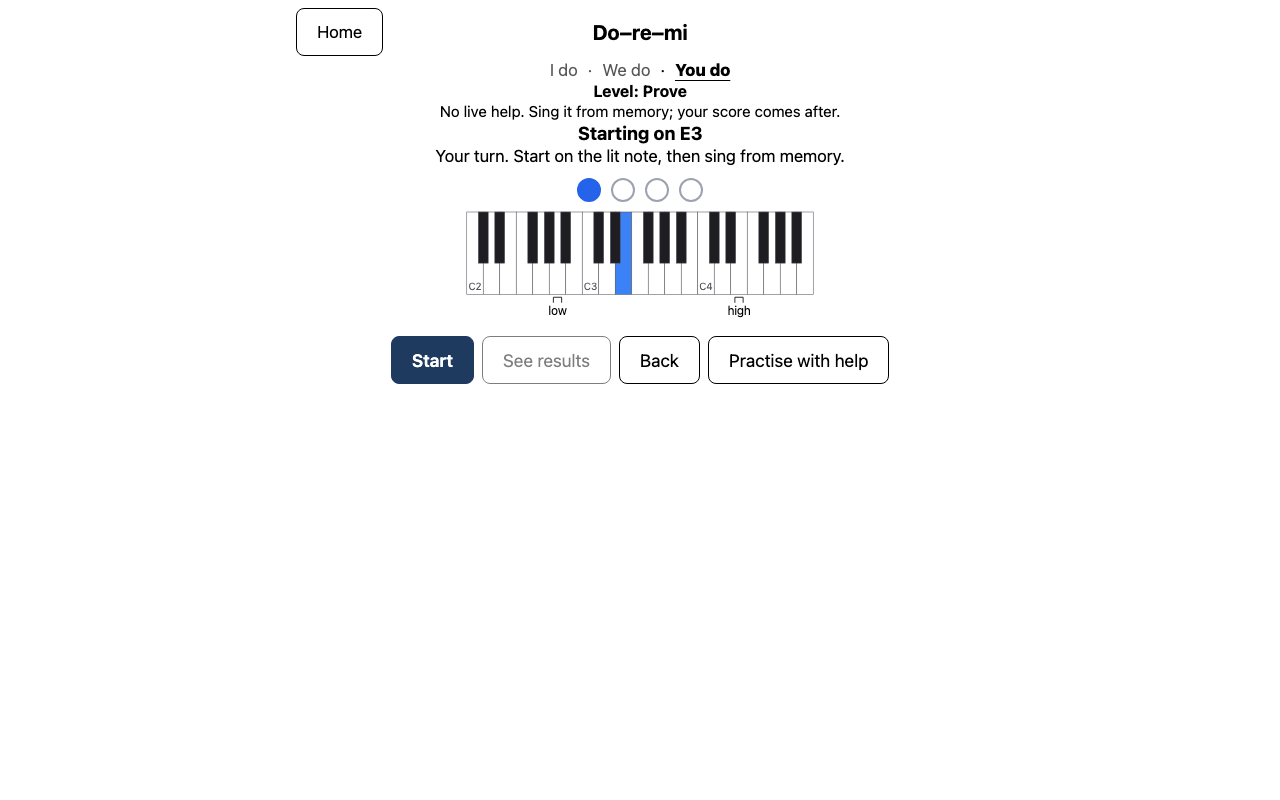 Home
Do–re–mi
I do · We do · You do
Level: Prove
No live help. Sing it from memory; your score comes after.
Starting on E3
Your turn. Start on the lit note, then sing from memory.
C2 C3 C4
low high
Start See results Back Practise with help